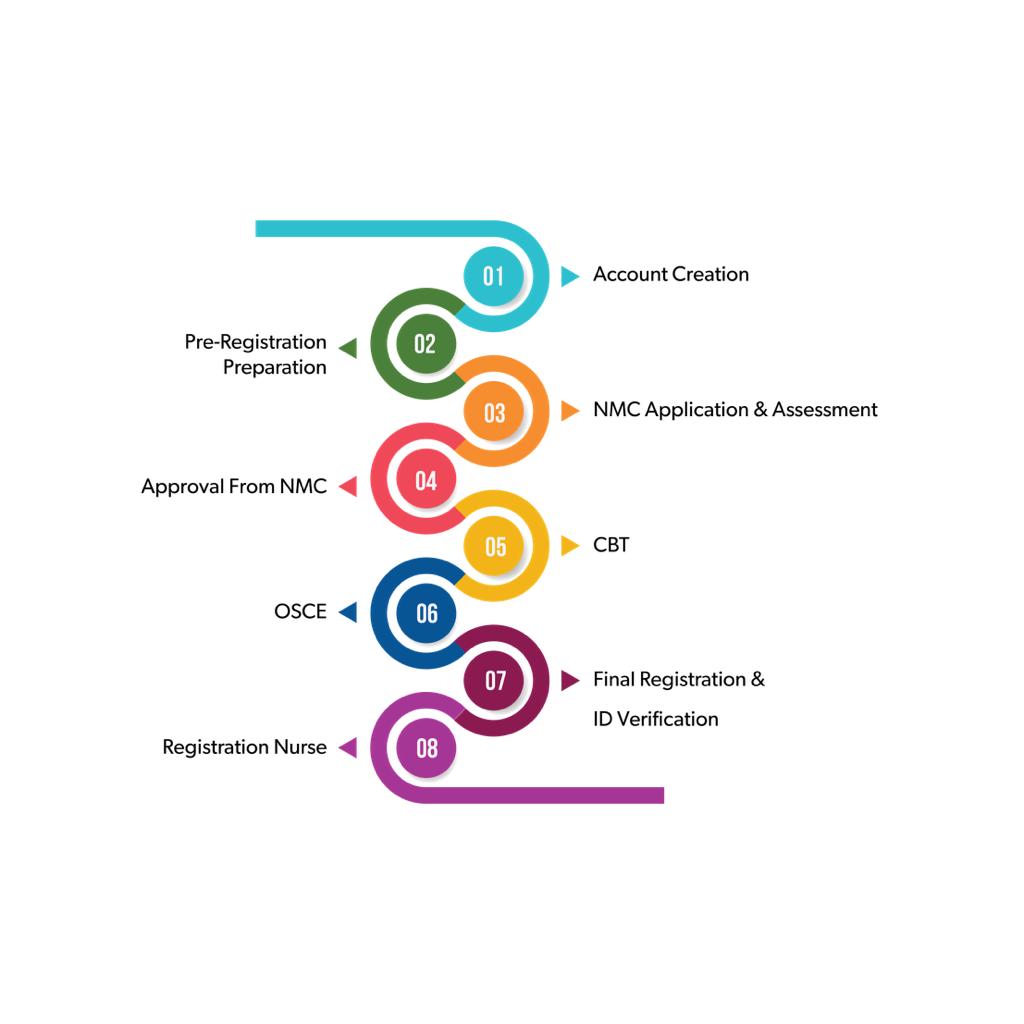 01
Account Creation
02
Pre-Registration
Preparation
03
NMC Application & Assessment
04
Approval From NMC
05
CBT
06
OSCE
07
Final Registration &
ID Verification
08
Registration Nurse